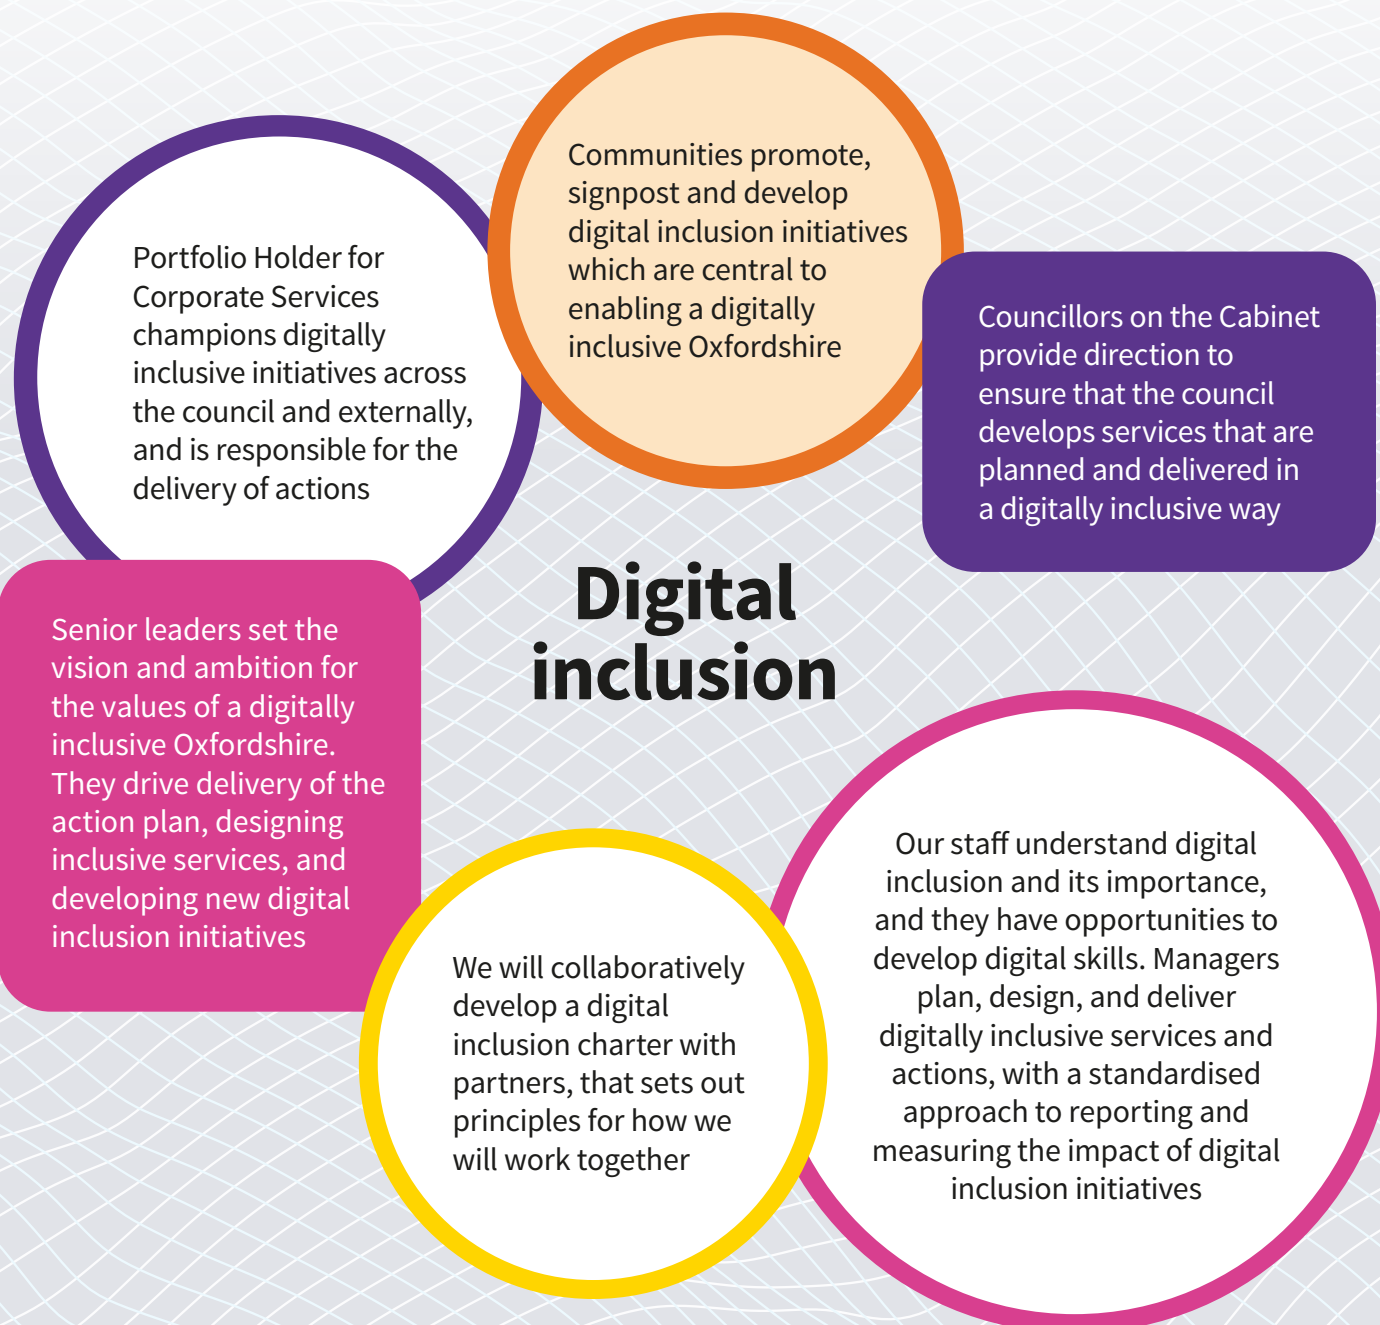 Communities promote,
signpost and develop
digital inclusion initiatives
which are central to
enabling a digitally
inclusive Oxfordshire
Portfolio Holder for
Corporate Services
champions digitally
inclusive initiatives across
the council and externally,
and is responsible for the
delivery of actions
Councillors on the Cabinet
provide direction to
ensure that the council
develops services that are
planned and delivered in
a digitally inclusive way
Digital
inclusion
Senior leaders set the
vision and ambition for
the values of a digitally
inclusive Oxfordshire.
They drive delivery of the
action plan, designing
inclusive services, and
developing new digital
inclusion initiatives
We will collaboratively
develop a digital
inclusion charter with
partners, that sets out
principles for how we
will work together
Our staff understand digital
inclusion and its importance,
and they have opportunities to
develop digital skills. Managers
plan, design, and deliver
digitally inclusive services and
actions, with a standardised
approach to reporting and
measuring the impact of digital
inclusion initiatives